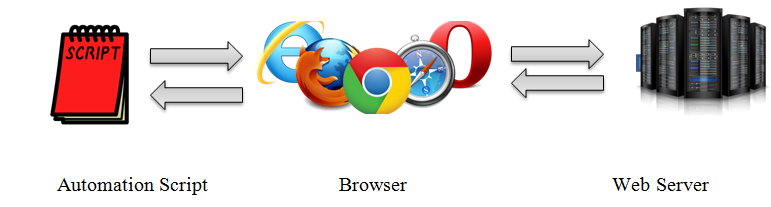 SCRIPT
Automation Script
Browser
Web Server